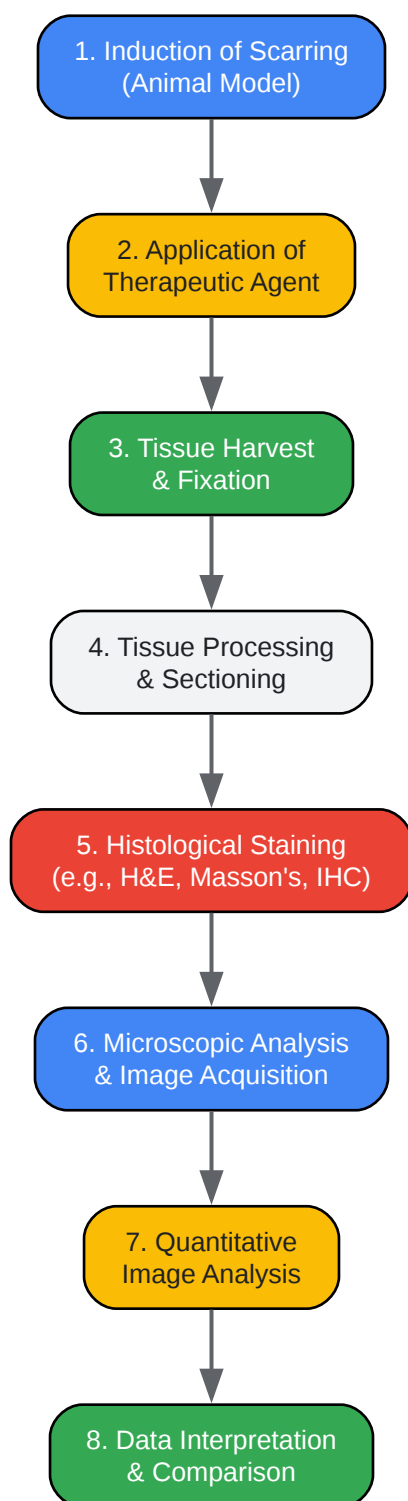 1. Induction of Scarring
(Animal Model)
2. Application of
Therapeutic Agent
3. Tissue Harvest
& Fixation
4. Tissue Processing
& Sectioning
5. Histological Staining
(e.g., H&E, Masson's, IHC)
6. Microscopic Analysis
& Image Acquisition
7. Quantitative
Image Analysis
8. Data Interpretation
& Comparison